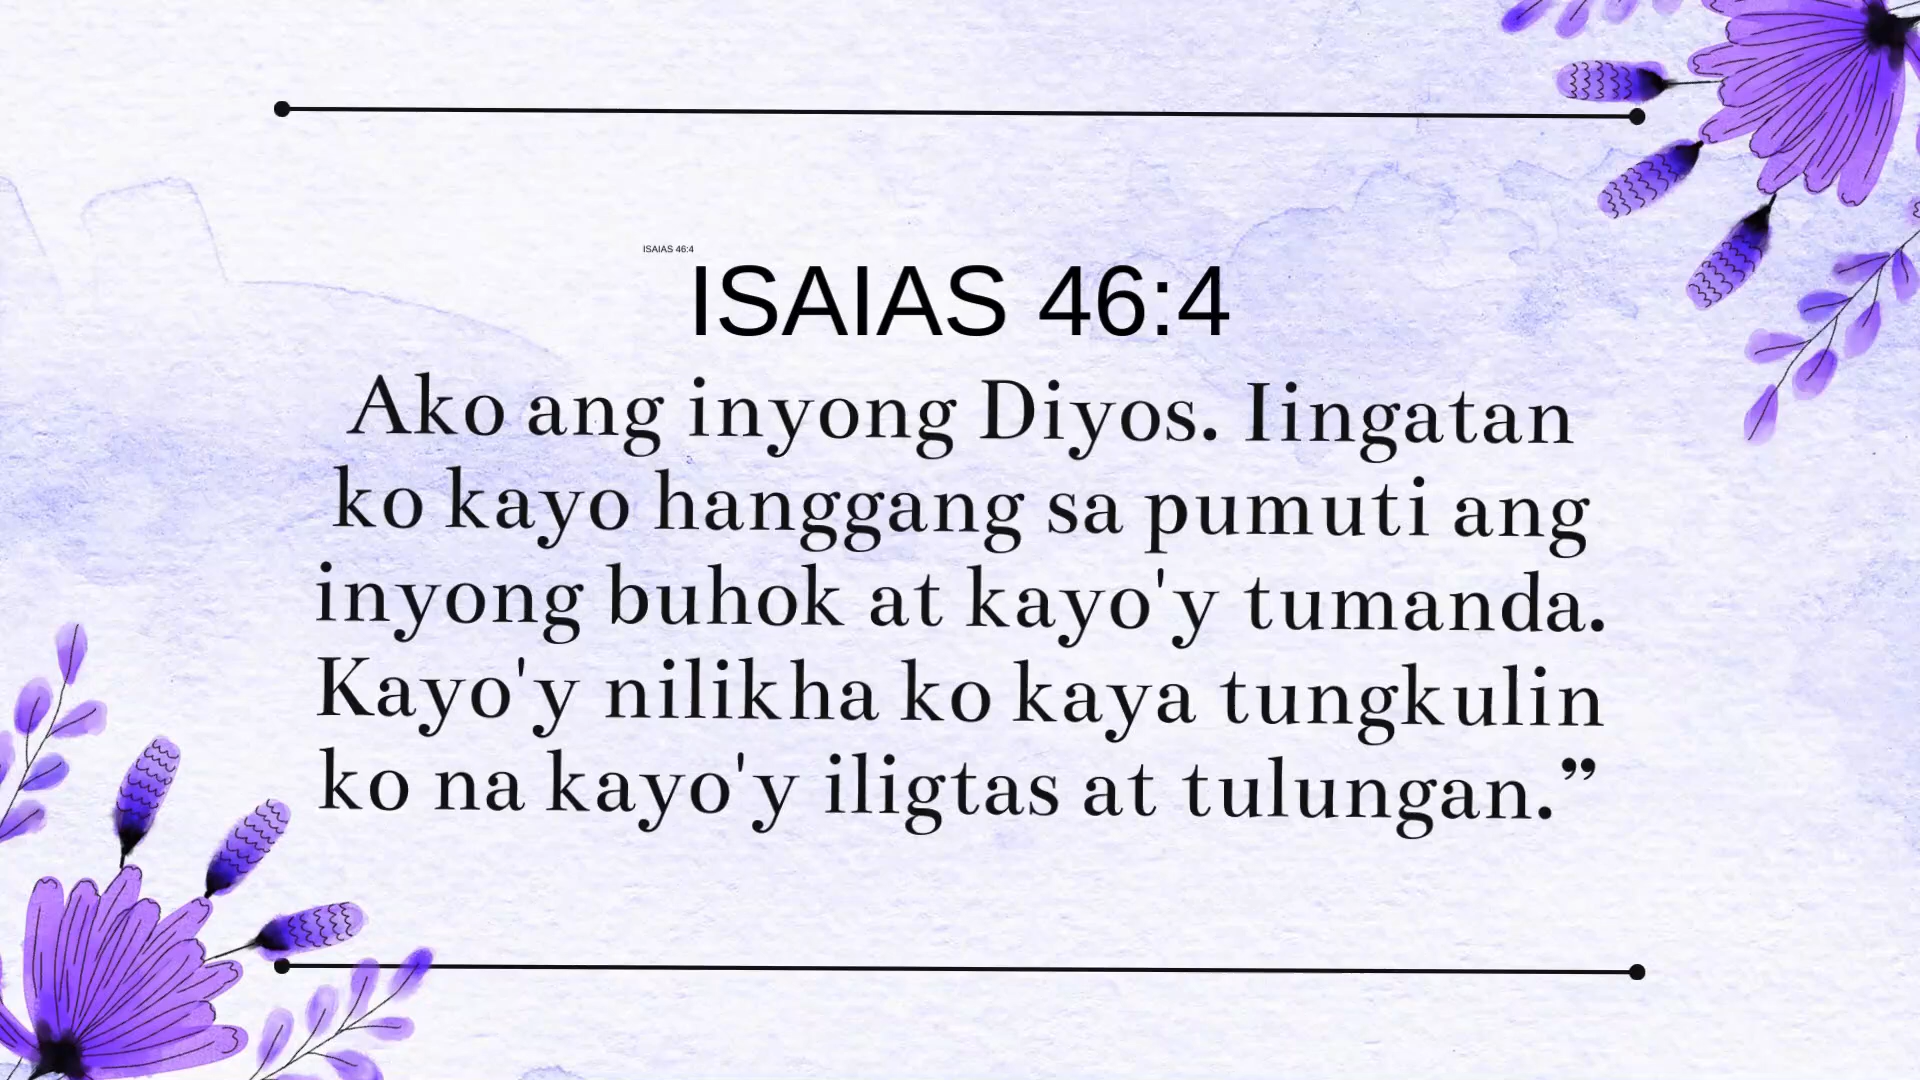 ISAIAS 46:4
ISAIAS 46:4
Ako ang inyong Diyos. Iingatan
ko kayo hanggang sa pumuti ang
inyong buhok at kayo'y tumanda.
Kayo'y nilikha ko kaya tungkulin
ko na kayo'y iligtas at tulungan.”